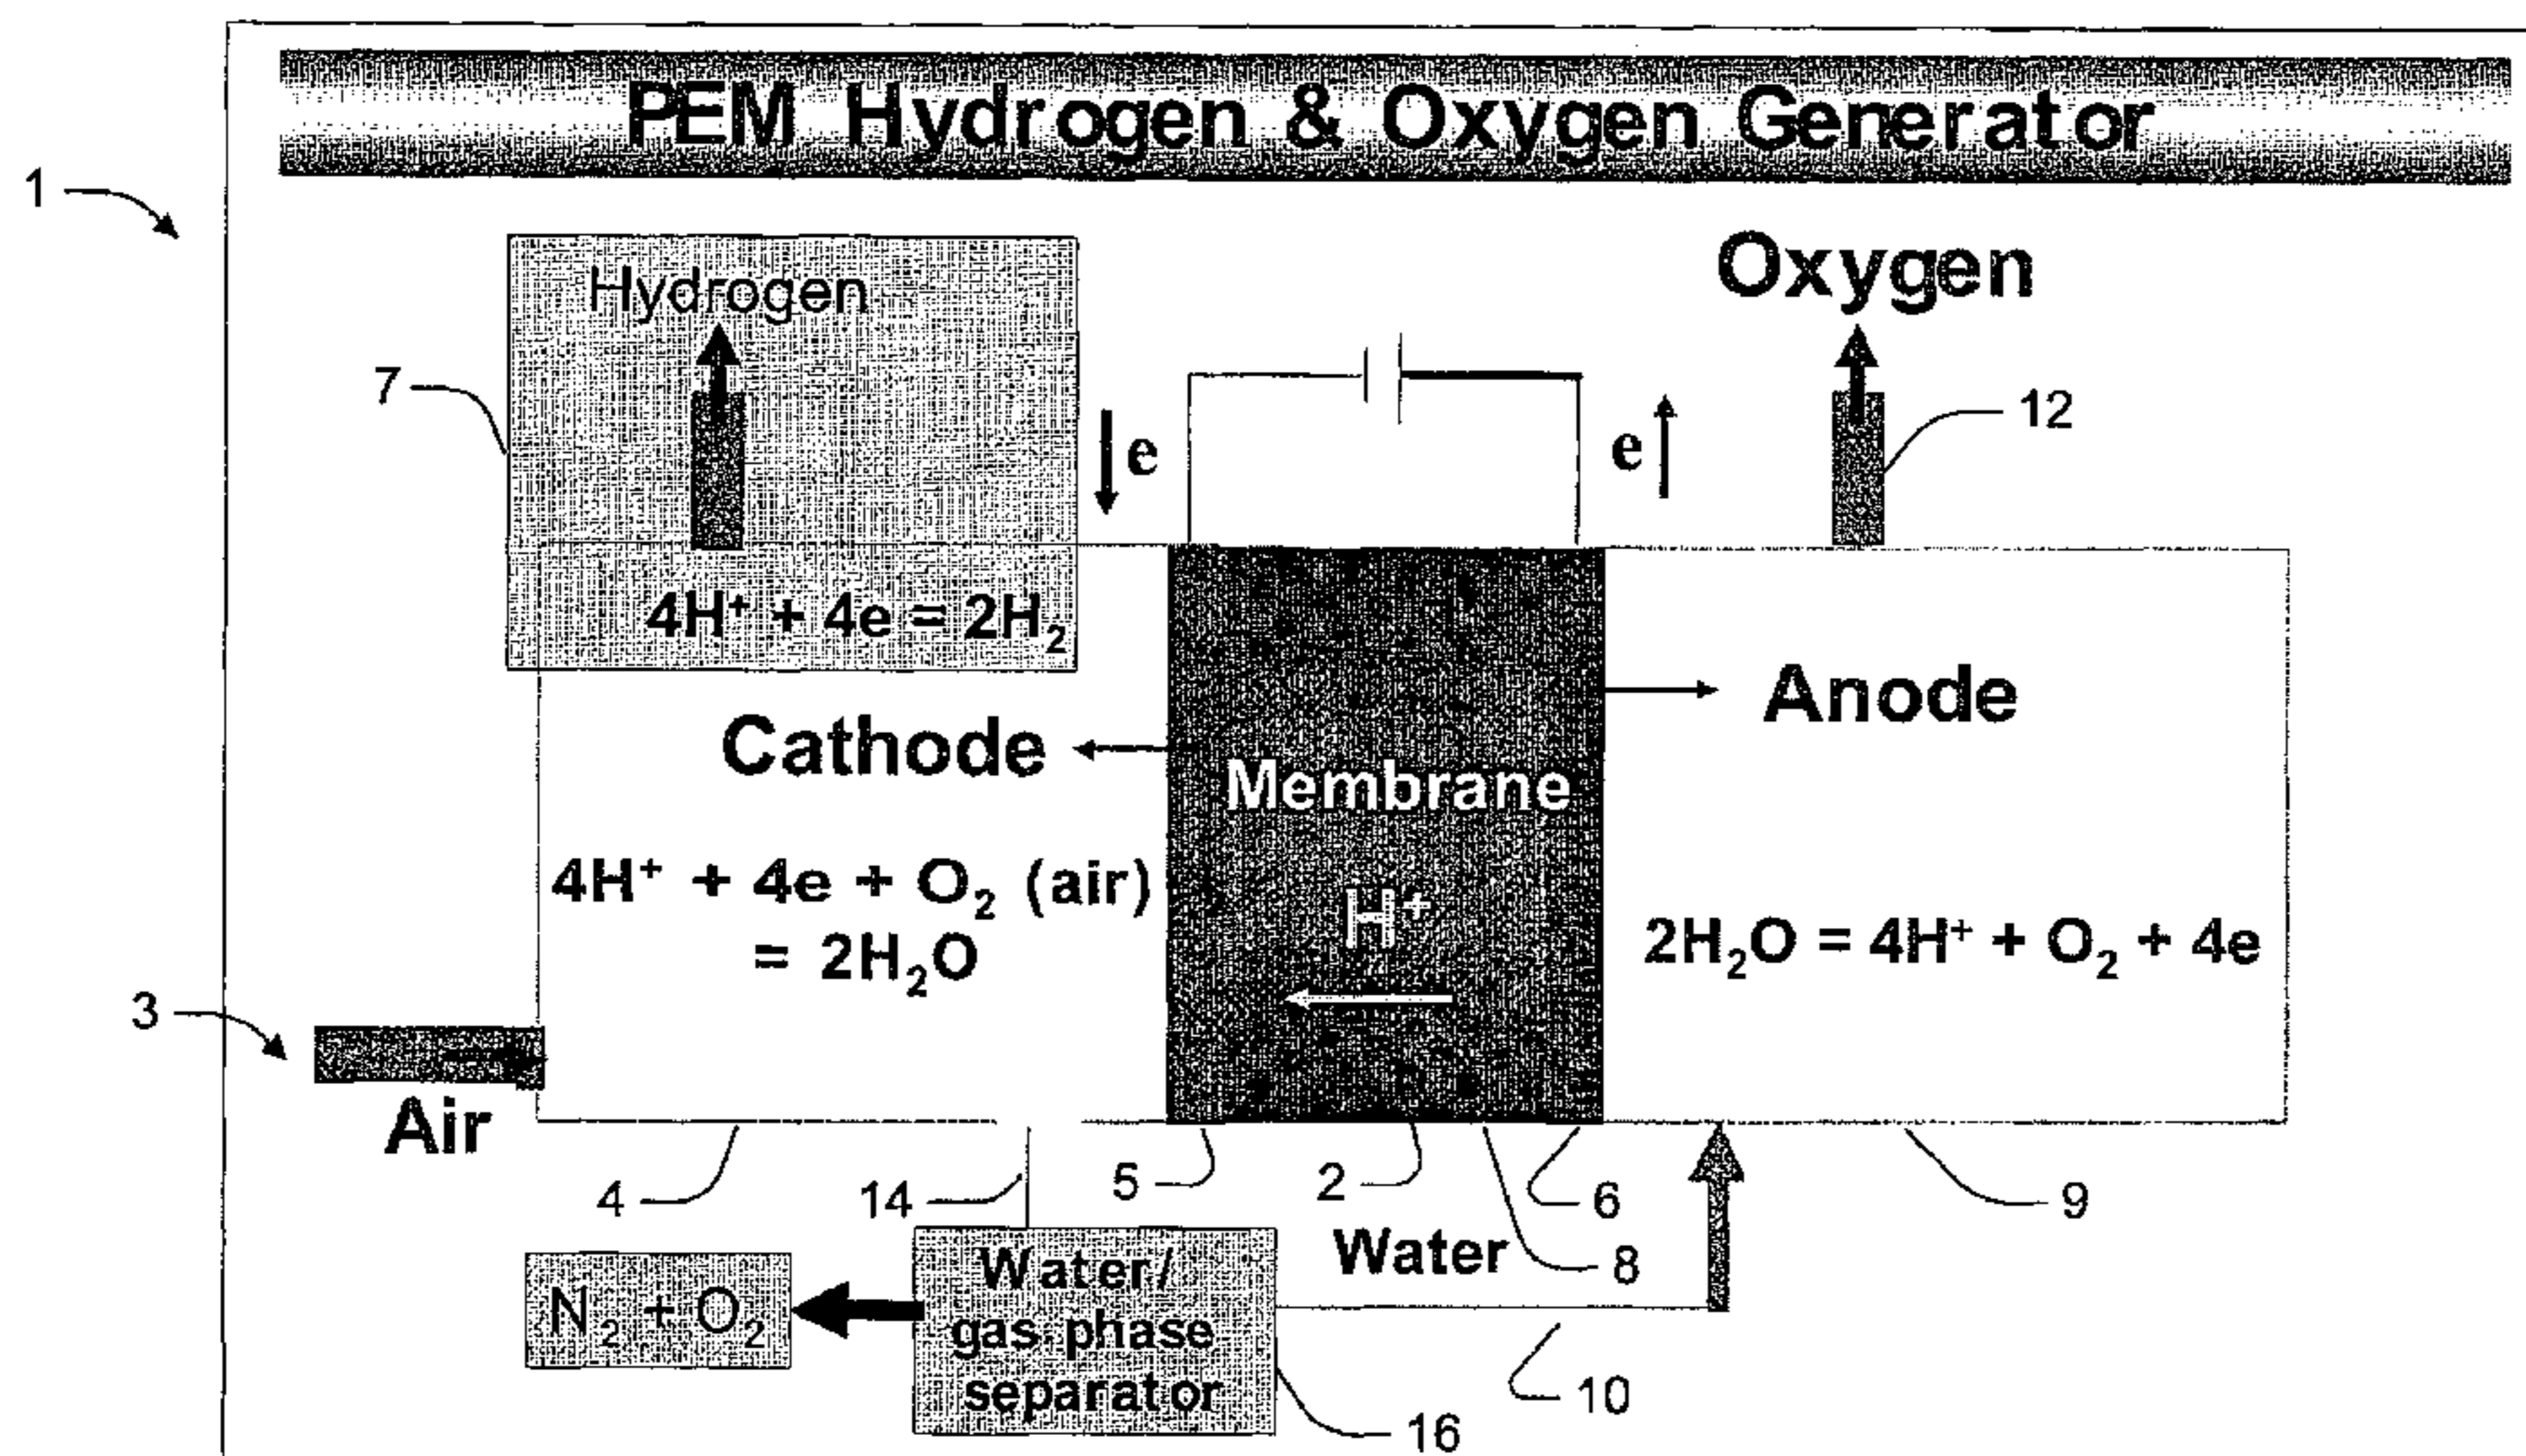 PEM Hydrogen & Oxygen Generator
1
Hydrogen
Oxygen
7
12
e
e
4H⁺ + 4e = 2H₂
Anode
Cathode
Membrane
4H⁺ + 4e + O₂ (air)
= 2H₂O
H⁺
2H₂O = 4H⁺ + O₂ + 4e
3
Air
4
14
5
2
6
9
Water
8
N₂ + O₂
Water/
gas phase
separator
10
16